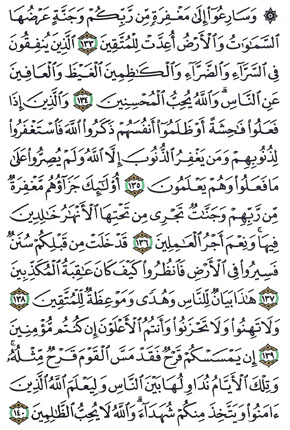 ۞ وَسَارِعُوٓا۟ إِلَىٰ مَغْفِرَةٍ مِّن رَّبِّكُمْ وَجَنَّةٍ عَرْضُهَا
ٱلسَّمَٰوَٰتُ وَٱلْأَرْضُ أُعِدَّتْ لِلْمُتَّقِينَ ١٣٣ ٱلَّذِينَ يُنفِقُونَ
فِى ٱلسَّرَّآءِ وَٱلضَّرَّآءِ وَٱلْكَٰظِمِينَ ٱلْغَيْظَ وَٱلْعَافِينَ
عَنِ ٱلنَّاسِ ۗ وَٱللَّهُ يُحِبُّ ٱلْمُحْسِنِينَ ١٣٤ وَٱلَّذِينَ إِذَا
فَعَلُوا۟ فَٰحِشَةً أَوْ ظَلَمُوٓا۟ أَنفُسَهُمْ ذَكَرُوا۟ ٱللَّهَ فَٱسْتَغْفَرُوا۟
لِذُنُوبِهِمْ وَمَن يَغْفِرُ ٱلذُّنُوبَ إِلَّا ٱللَّهُ وَلَمْ يُصِرُّوا۟ عَلَىٰ
مَا فَعَلُوا۟ وَهُمْ يَعْلَمُونَ ١٣٥ أُو۟لَٰٓئِكَ جَزَآؤُهُم مَّغْفِرَةٌ
مِّن رَّبِّهِمْ وَجَنَّٰتٌ تَجْرِى مِن تَحْتِهَا ٱلْأَنْهَٰرُ خَٰلِدِينَ
فِيهَا ۚ وَنِعْمَ أَجْرُ ٱلْعَٰمِلِينَ ١٣٦ قَدْ خَلَتْ مِن قَبْلِكُمْ سُنَنٌ
فَسِيرُوا۟ فِى ٱلْأَرْضِ فَٱنظُرُوا۟ كَيْفَ كَانَ عَٰقِبَةُ ٱلْمُكَذِّبِينَ
١٣٧ هَٰذَا بَيَانٌ لِّلنَّاسِ وَهُدًى وَمَوْعِظَةٌ لِّلْمُتَّقِينَ ١٣٨
وَلَا تَهِنُوا۟ وَلَا تَحْزَنُوا۟ وَأَنتُمُ ٱلْأَعْلَوْنَ إِن كُنتُم مُّؤْمِنِينَ
١٣٩ إِن يَمْسَسْكُمْ قَرْحٌ فَقَدْ مَسَّ ٱلْقَوْمَ قَرْحٌ مِّثْلُهُۥ ۚ
وَتِلْكَ ٱلْأَيَّامُ نُدَاوِلُهَا بَيْنَ ٱلنَّاسِ وَلِيَعْلَمَ ٱللَّهُ ٱلَّذِينَ
ءَامَنُوا۟ وَيَتَّخِذَ مِنكُمْ شُهَدَآءَ ۗ وَٱللَّهُ لَا يُحِبُّ ٱلظَّٰلِمِينَ ١٤٠